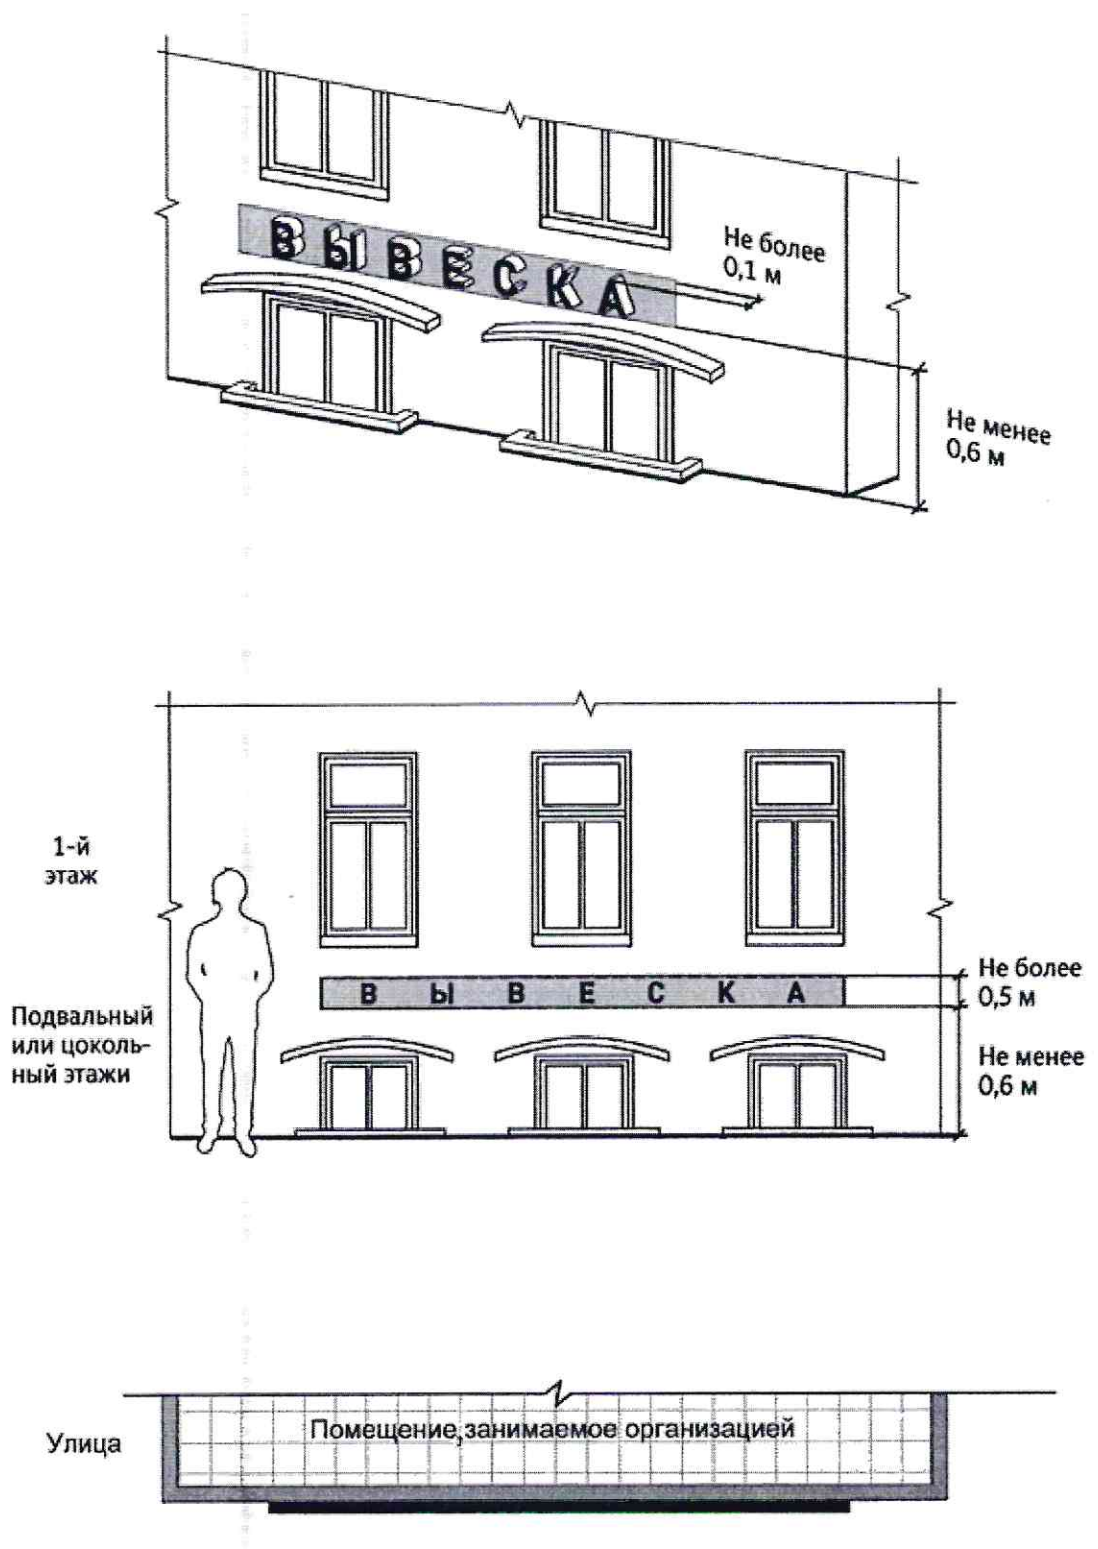 ВЫВЕСКА
Не более
0,1 м
Не менее
0,6 м
1-й
этаж
ВЫВЕСКА
Не более
0,5 м
Подвальный
или цоколь-
ный этажи
Не менее
0,6 м
Помещение,занимаемое организацией
Улица